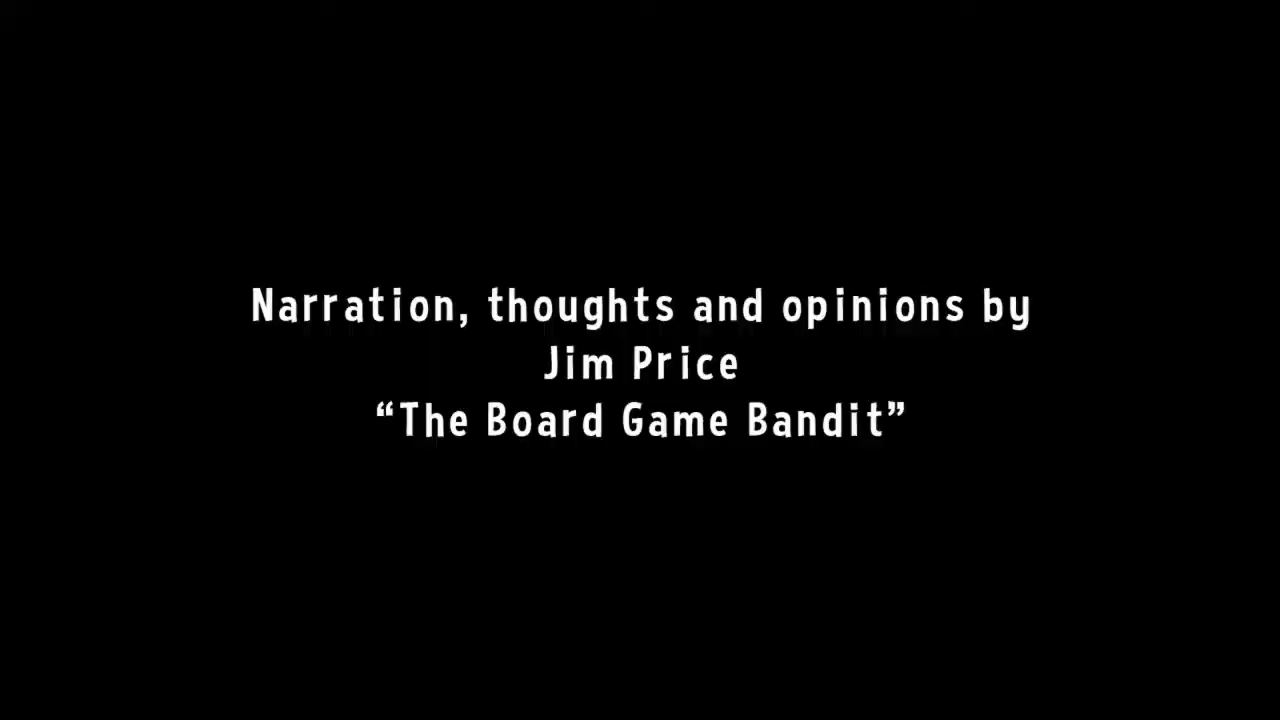 Narration, thoughts and opinions by
Jim Price
“The Board Game Bandit”